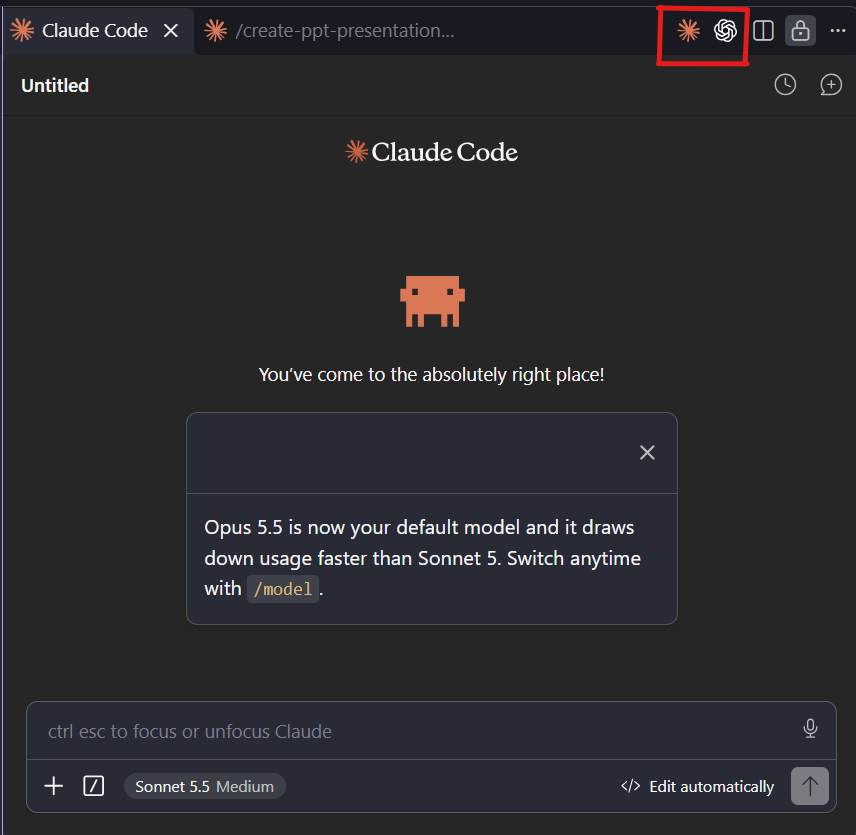 Claude Code
/create-ppt-presentation...
Untitled
Claude Code
You've come to the absolutely right place!
Opus 5.5 is now your default model and it draws
down usage faster than Sonnet 5. Switch anytime
with /model.
ctrl esc to focus or unfocus Claude
Sonnet 5.5 Medium
</> Edit automatically